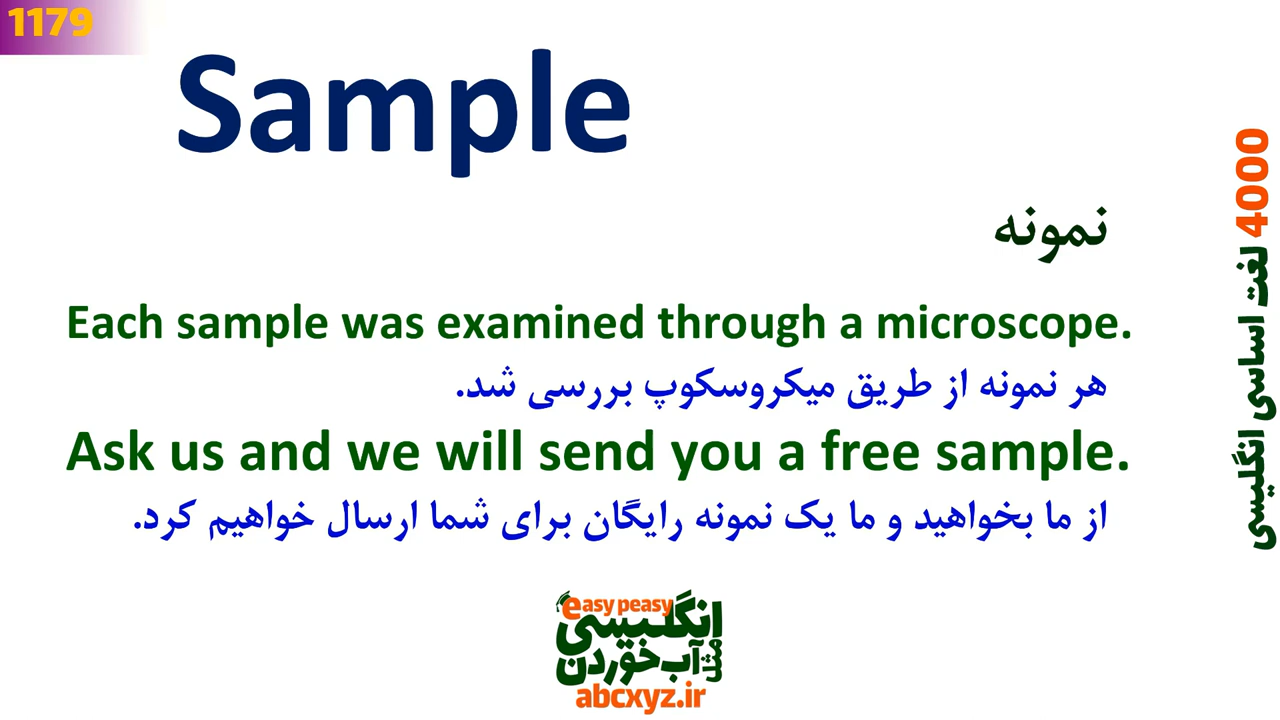 1179
Sample
نمونه
Each sample was examined through a microscope.
هر نمونه از طریق میکروسکوپ بررسی شد.
Ask us and we will send you a free sample.
از ما بخواهید و ما یک نمونه رایگان برای شما ارسال خواهیم کرد.
4000 لغت اساسی انگلیسی
easy peasy
انگلیسی
مثل آب خوردن
abcxyz.ir